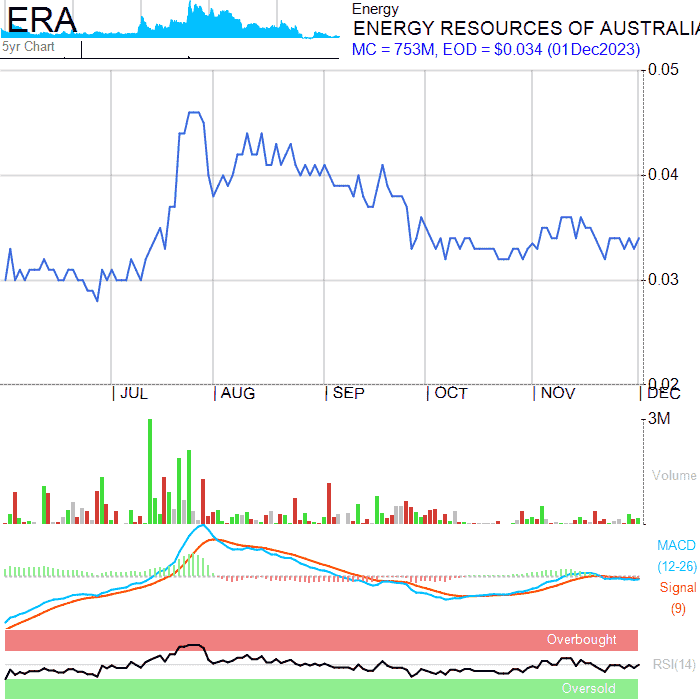 ERA
5yr Chart
Energy
ENERGY RESOURCES OF AUSTRALIA
MC = 753M, EOD = $0.034 (01Dec2023)
0.05
0.04
0.03
0.02
JUL
AUG
SEP
OCT
NOV
DEC
3M
Volume
MACD
(12-26)
Signal
(9)
Overbought
RSI(14)
Oversold